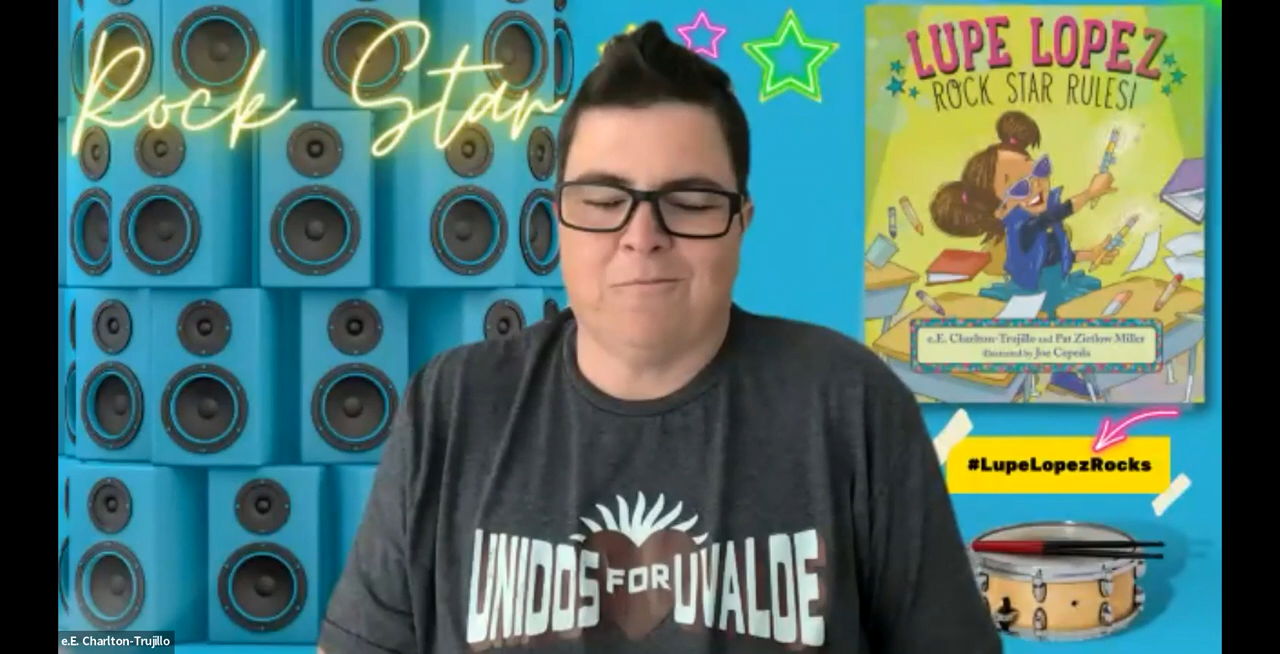 Rock Star
LUPE LOPEZ
ROCK STAR RULES!
e.E. Charlton-Trujillo and Pat Zietlow Miller
illustrated by Joe Cepeda
#LupeLopezRocks
UNIDOS FOR UVALDE
e.E. Charlton-Trujillo